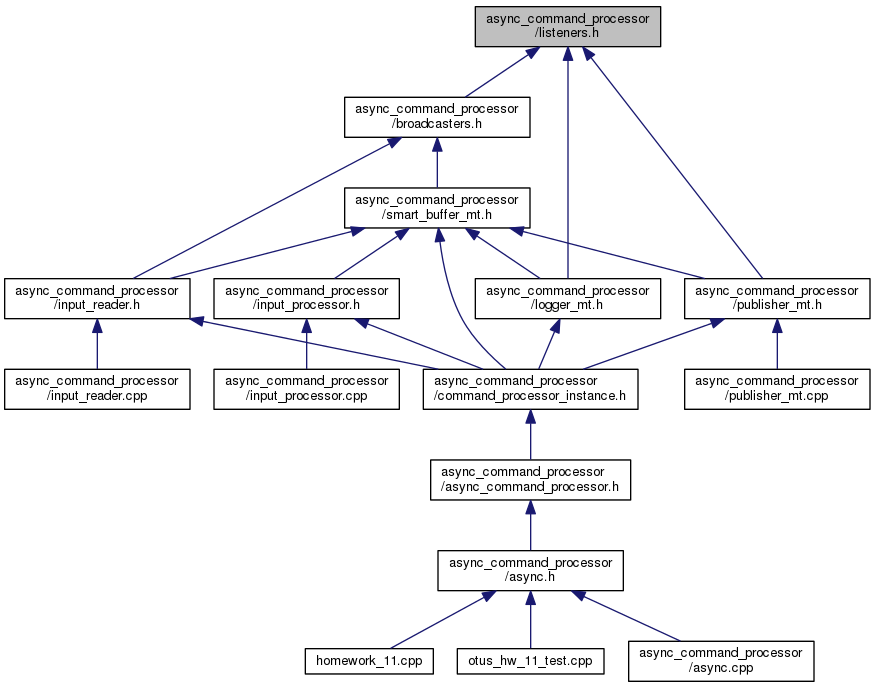 async_command_processor
/listeners.h
async_command_processor
/broadcasters.h
async_command_processor
/smart_buffer_mt.h
async_command_processor
/input_reader.h
async_command_processor
/input_processor.h
async_command_processor
/logger_mt.h
async_command_processor
/publisher_mt.h
async_command_processor
/input_reader.cpp
async_command_processor
/input_processor.cpp
async_command_processor
/command_processor_instance.h
async_command_processor
/publisher_mt.cpp
async_command_processor
/async_command_processor.h
async_command_processor
/async.h
homework_11.cpp
otus_hw_11_test.cpp
async_command_processor
/async.cpp